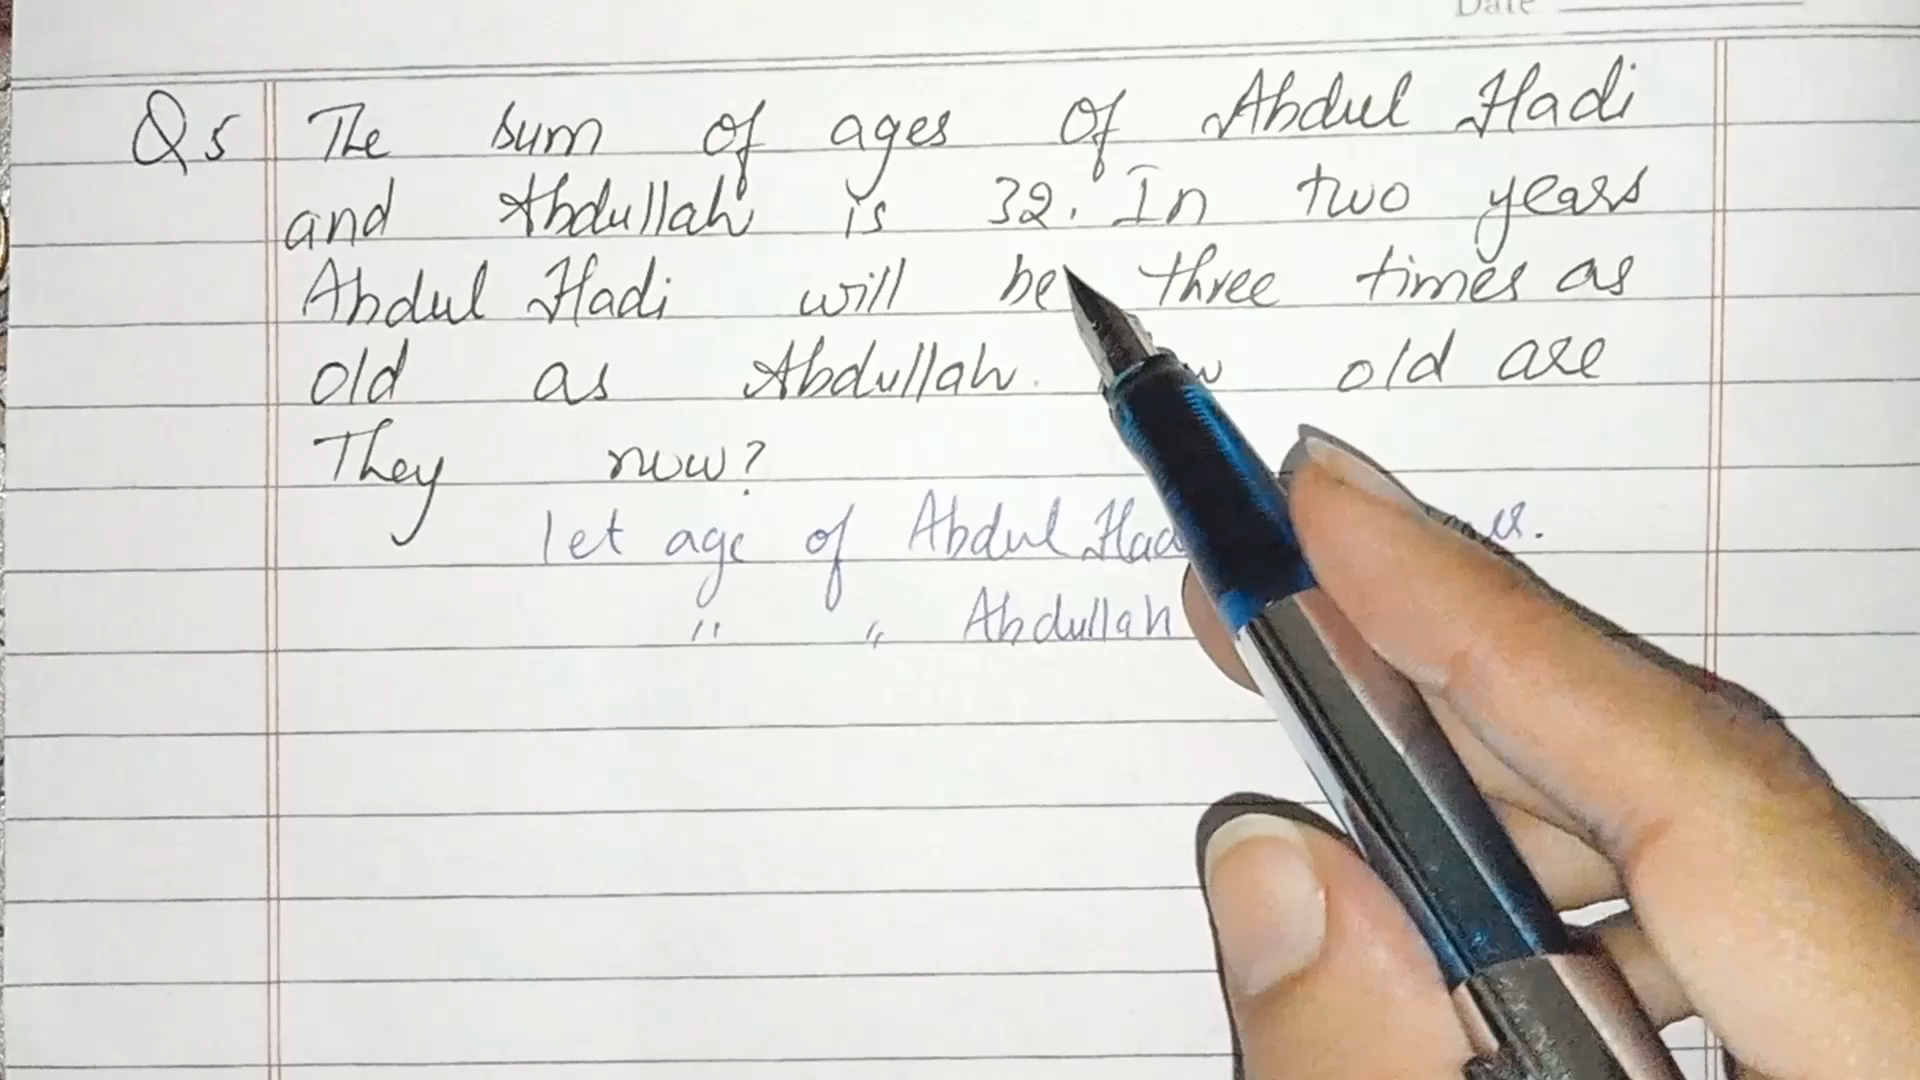 Date
Q5 The sum of ages of Abdul Hadi
and Abdullah is 32. In two years
Abdul Hadi will be three times as
old as Abdullah. old are
They now?
let age of Abdul
" " Abdullah